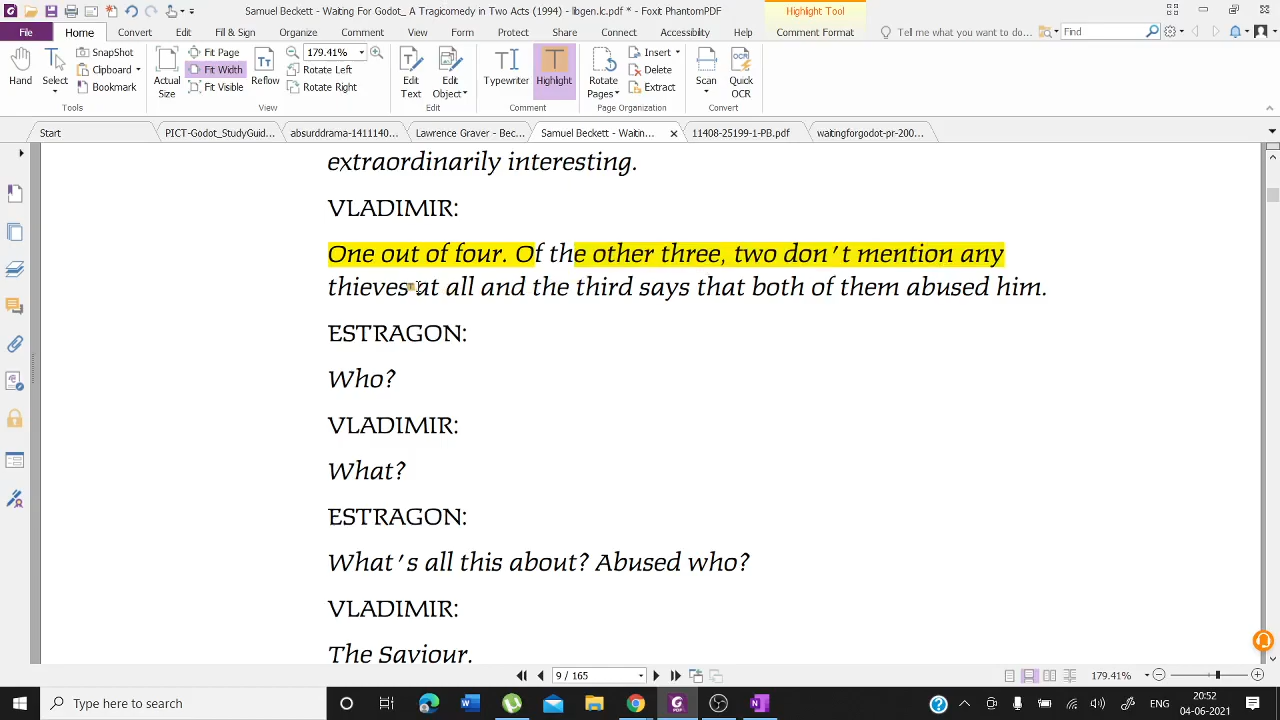 Samuel Beckett - Waiting For Godot_ A Tragicomedy in Two Acts (1994) - libgen.lc.pdf * - Foxit PhantomPDF
Highlight Tool
File Home Convert Edit Fill & Sign Organize Comment View Form Protect Share Connect Accessibility Help Comment Format Tell me what you want to do... Find
Hand
Select
SnapShot
Clipboard
Bookmark
Tools
Actual Size
Fit Page
Fit Width
Fit Visible
Reflow
179.41%
Rotate Left
Rotate Right
View
Edit Text
Edit Object
Edit
Typewriter
Highlight
Comment
Rotate Pages
Insert
Delete
Extract
Page Organization
Scan
Quick OCR
Convert
Start PICT-Godot_StudyGuid... absurddrama-1411140... Lawrence Graver - Bec... Samuel Beckett - Waitin... 11408-25199-1-PB.pdf waitingforgodot-pr-200...
extraordinarily interesting.
VLADIMIR:
One out of four. Of the other three, two don't mention any
thieves at all and the third says that both of them abused him.
ESTRAGON:
Who?
VLADIMIR:
What?
ESTRAGON:
What's all this about? Abused who?
VLADIMIR:
The Saviour.
9 / 165
179.41%
Type here to search
ENG
20:52
04-06-2021